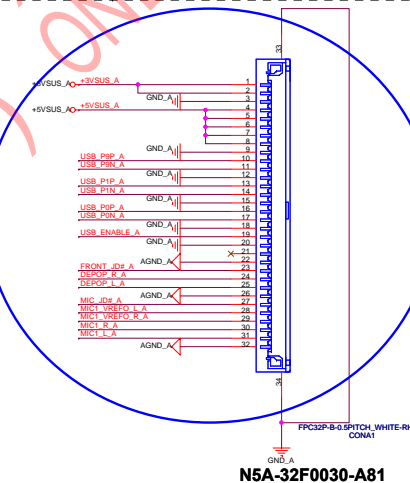 33
+3VSUS_A +3VSUS_A 1
2
GND_A 3
+5VSUS_A +5VSUS_A 4
5
6
7
8
GND_A 9
USB_P9P_A 10
USB_P9N_A 11
GND_A 12
USB_P1P_A 13
USB_P1N_A 14
GND_A 15
USB_P0P_A 16
USB_P0N_A 17
GND_A 18
USB_ENABLE_A 19
GND_A 20
21
AGND_A 22
FRONT_JD#_A 23
DEPOP_R_A 24
DEPOP_L_A 25
AGND_A 26
MIC_JD#_A 27
MIC1_VREFO_L_A 28
MIC1_VREFO_R_A 29
MIC1_R_A 30
MIC1_L_A 31
AGND_A 32
34
FPC32P-B-0.5PITCH_WHITE-RH
CONA1
GND_A
N5A-32F0030-A81